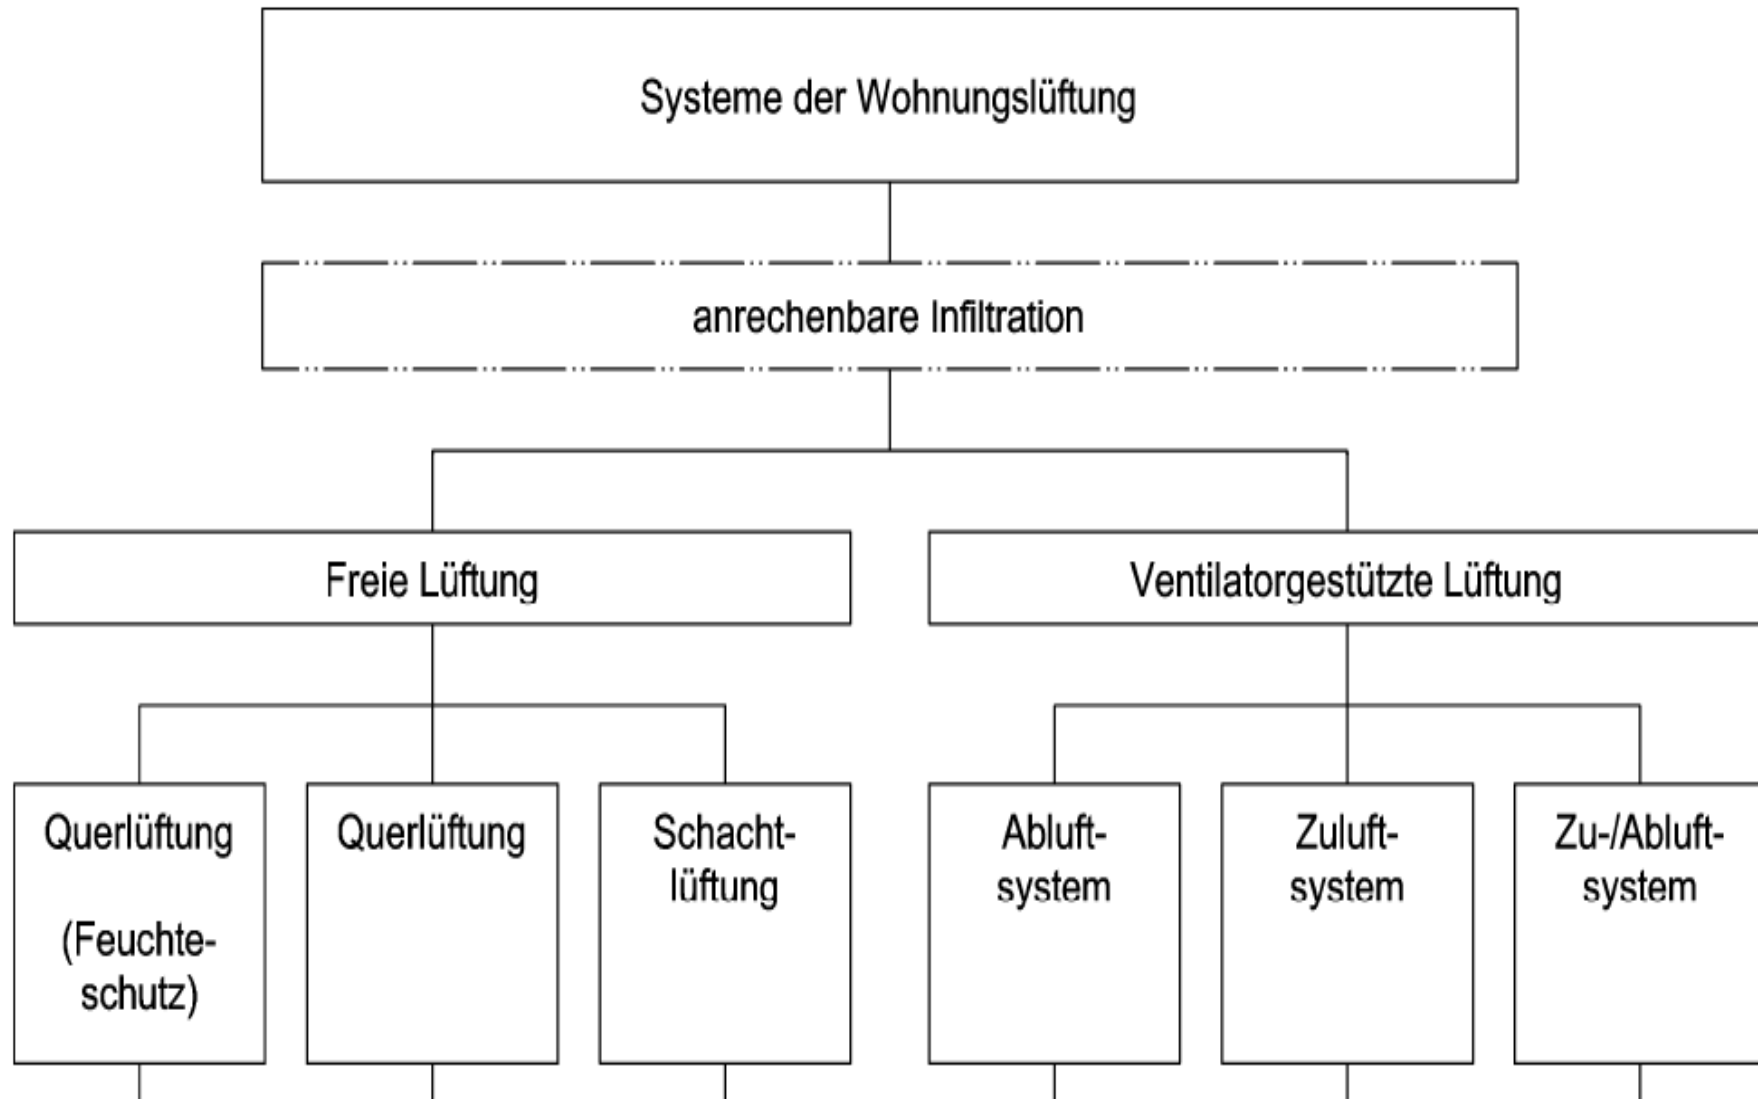 Systeme der Wohnungslüftung
anrechenbare Infiltration
Freie Lüftung
Ventilatorgestützte Lüftung
Querlüftung
(Feuchte-
schutz)
Querlüftung
Schacht-
lüftung
Abluft-
system
Zuluft-
system
Zu-/Abluft-
system